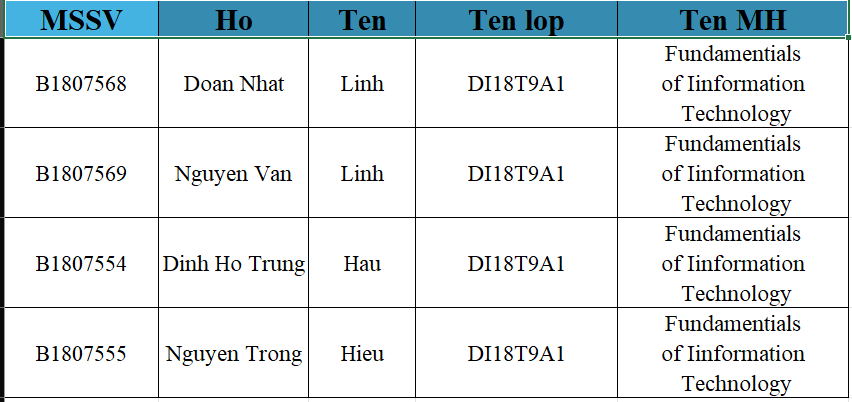 MSSV Ho Ten Ten lop Ten MH
B1807568 Doan Nhat Linh DI18T9A1 Fundamentials
of Iinformation
Technology
B1807569 Nguyen Van Linh DI18T9A1 Fundamentials
of Iinformation
Technology
B1807554 Dinh Ho Trung Hau DI18T9A1 Fundamentials
of Iinformation
Technology
B1807555 Nguyen Trong Hieu DI18T9A1 Fundamentials
of Iinformation
Technology